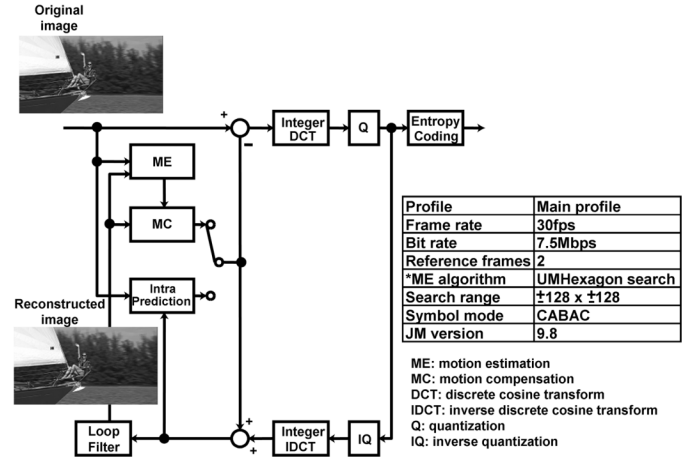 Original
image
+
−
Integer
DCT
Q
Entropy
Coding
ME
MC
Intra
Prediction
Reconstructed
image
Loop
Filter
+
+
Integer
IDCT
IQ
Profile Main profile
Frame rate 30fps
Bit rate 7.5Mbps
Reference frames 2
*ME algorithm UMHexagon search
Search range ±128 x ±128
Symbol mode CABAC
JM version 9.8
ME: motion estimation
MC: motion compensation
DCT: discrete cosine transform
IDCT: inverse discrete cosine transform
Q: quantization
IQ: inverse quantization